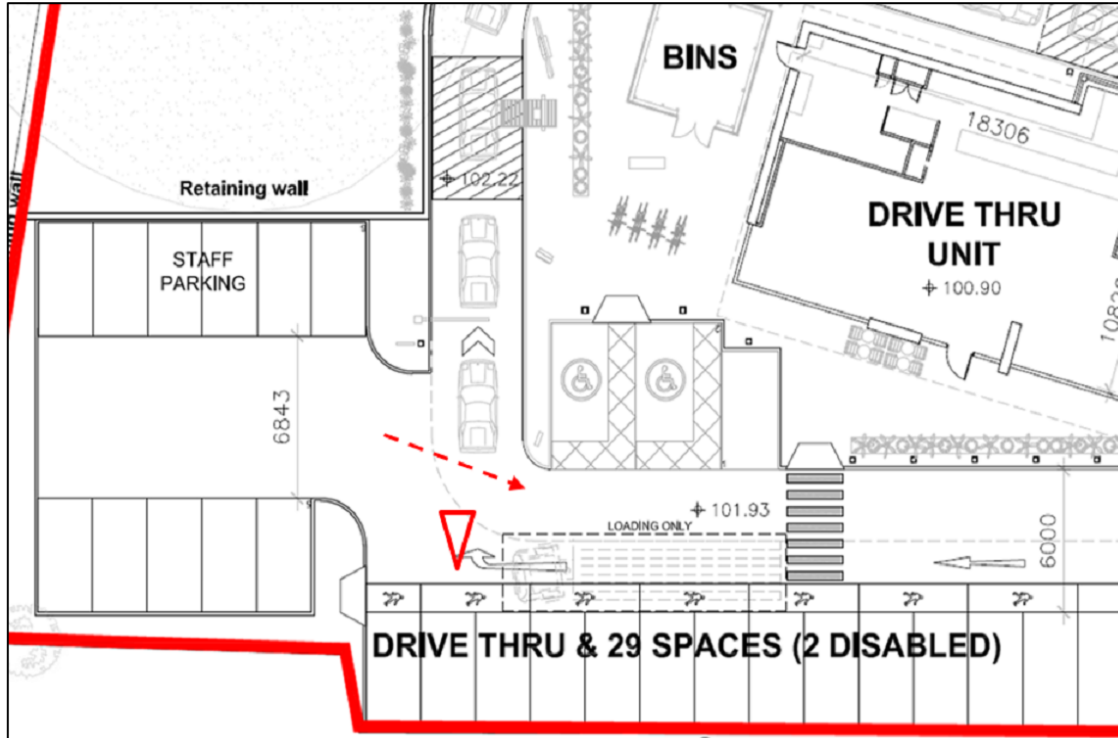 BINS
18306
102.22
Retaining wall
DRIVE THRU
UNIT
100.90
STAFF
PARKING
6843
101.93
LOADING ONLY
6000
DRIVE THRU & 29 SPACES (2 DISABLED)